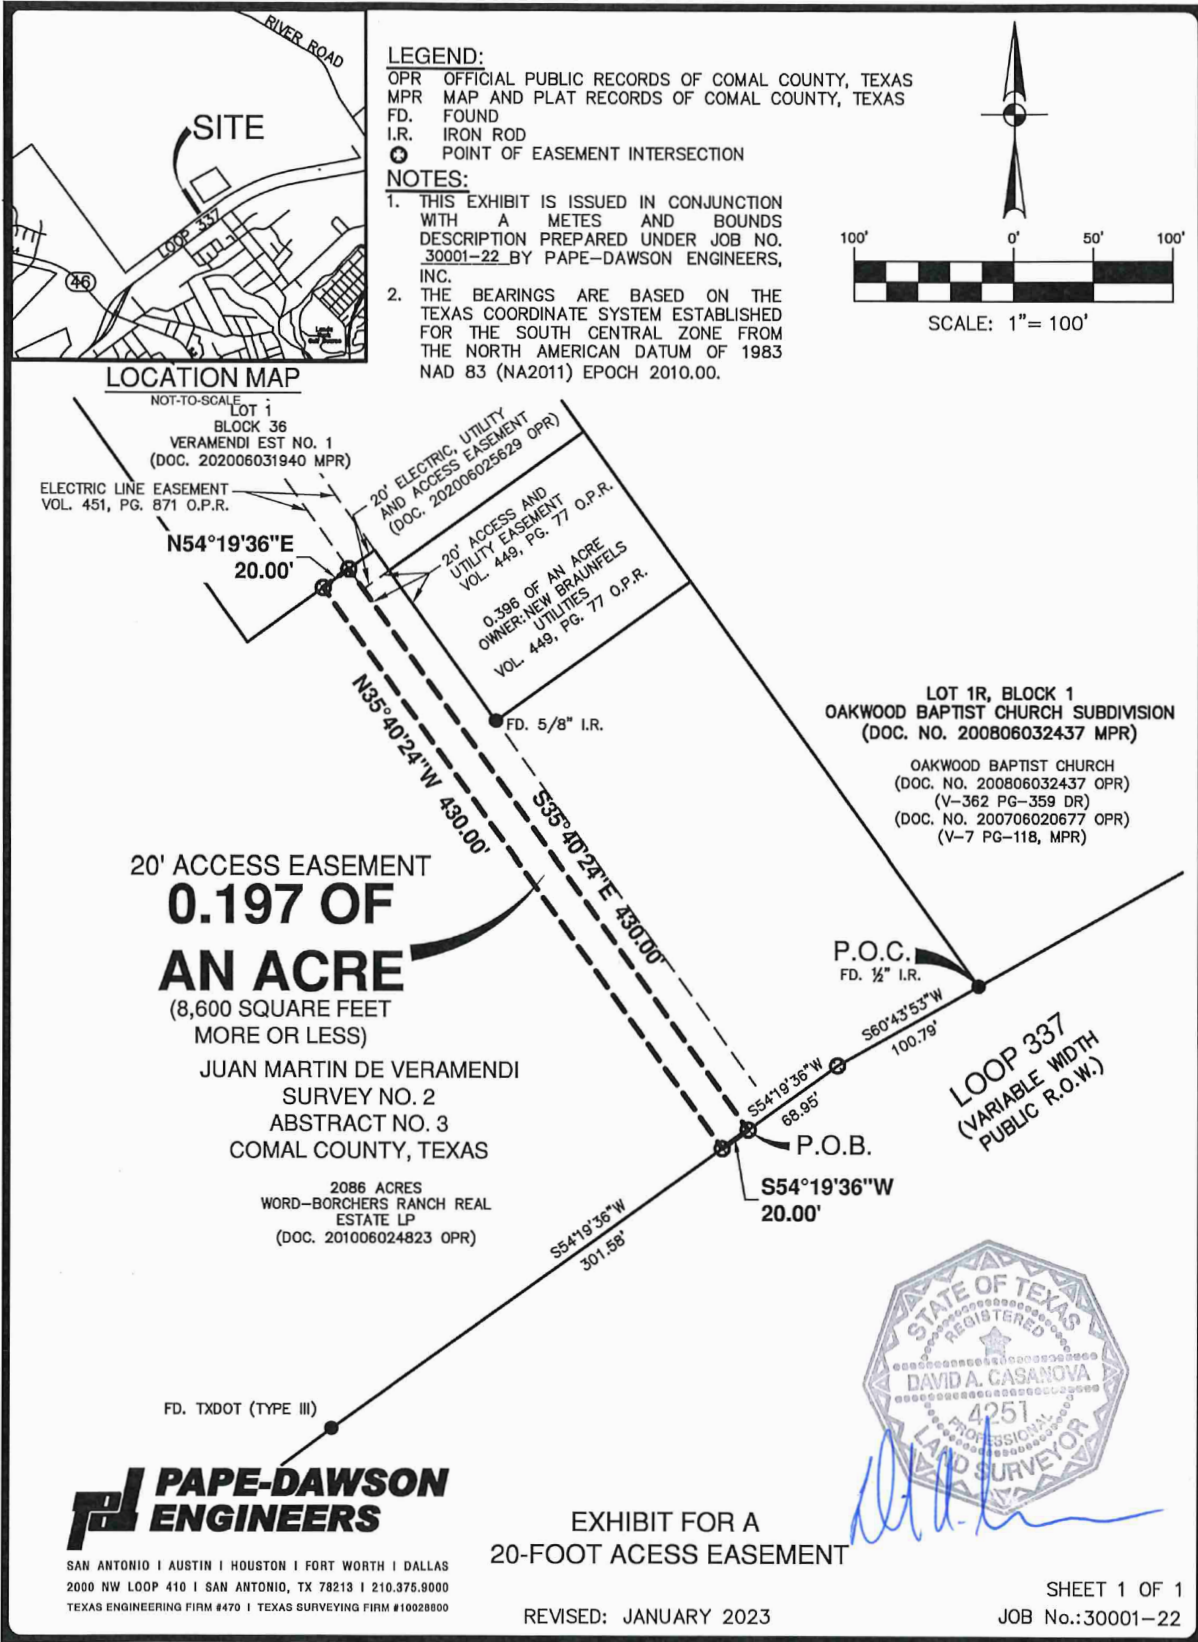 RIVER ROAD
SITE
LOOP 337
46
LOCATION MAP
NOT-TO-SCALE
LEGEND:
OPR OFFICIAL PUBLIC RECORDS OF COMAL COUNTY, TEXAS
MPR MAP AND PLAT RECORDS OF COMAL COUNTY, TEXAS
FD. FOUND
I.R. IRON ROD
POINT OF EASEMENT INTERSECTION
NOTES:
1. THIS EXHIBIT IS ISSUED IN CONJUNCTION
WITH A METES AND BOUNDS
DESCRIPTION PREPARED UNDER JOB NO.
30001-22 BY PAPE-DAWSON ENGINEERS,
INC.
2. THE BEARINGS ARE BASED ON THE
TEXAS COORDINATE SYSTEM ESTABLISHED
FOR THE SOUTH CENTRAL ZONE FROM
THE NORTH AMERICAN DATUM OF 1983
NAD 83 (NA2011) EPOCH 2010.00.
100' 0' 50' 100'
SCALE: 1"= 100'
LOT 1
BLOCK 36
VERAMENDI EST NO. 1
(DOC. 202006031940 MPR)
ELECTRIC LINE EASEMENT
VOL. 451, PG. 871 O.P.R.
N54°19'36"E
20.00'
20' ELECTRIC, UTILITY
AND ACCESS EASEMENT
(DOC. 202006025629 OPR)
20' ACCESS AND
UTILITY EASEMENT
VOL. 449, PG. 77 O.P.R.
0.396 OF AN ACRE
OWNER:NEW BRAUNFELS
UTILITIES
VOL. 449, PG. 77 O.P.R.
FD. 5/8" I.R.
N35°40'24"W 430.00'
S35°40'24"E 430.00'
LOT 1R, BLOCK 1
OAKWOOD BAPTIST CHURCH SUBDIVISION
(DOC. NO. 200806032437 MPR)
OAKWOOD BAPTIST CHURCH
(DOC. NO. 200806032437 OPR)
(V-362 PG-359 DR)
(DOC. NO. 200706020677 OPR)
(V-7 PG-118, MPR)
20' ACCESS EASEMENT
0.197 OF
AN ACRE
(8,600 SQUARE FEET
MORE OR LESS)
JUAN MARTIN DE VERAMENDI
SURVEY NO. 2
ABSTRACT NO. 3
COMAL COUNTY, TEXAS
2086 ACRES
WORD-BORCHERS RANCH REAL
ESTATE LP
(DOC. 201006024823 OPR)
P.O.C.
FD. ½" I.R.
S60°43'53"W
100.79'
S54°19'36"W
68.95'
LOOP 337
(VARIABLE WIDTH
PUBLIC R.O.W.)
P.O.B.
S54°19'36"W
20.00'
S54°19'36"W
301.58'
FD. TXDOT (TYPE III)
STATE OF TEXAS
REGISTERED
DAVID A. CASANOVA
4251
PROFESSIONAL
LAND SURVEYOR
PAPE-DAWSON
ENGINEERS
SAN ANTONIO I AUSTIN I HOUSTON I FORT WORTH I DALLAS
2000 NW LOOP 410 I SAN ANTONIO, TX 78213 I 210.375.9000
TEXAS ENGINEERING FIRM #470 I TEXAS SURVEYING FIRM #10028800
EXHIBIT FOR A
20-FOOT ACESS EASEMENT
REVISED: JANUARY 2023
SHEET 1 OF 1
JOB No.:30001-22